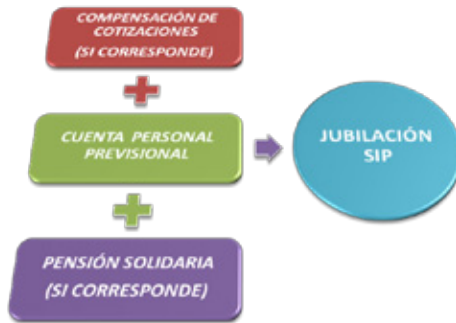 COMPENSACIÓN DE
COTIZACIONES
(SI CORRESPONDE)
CUENTA PERSONAL
PREVISIONAL
JUBILACIÓN
SIP
PENSIÓN SOLIDARIA
(SI CORRESPONDE)